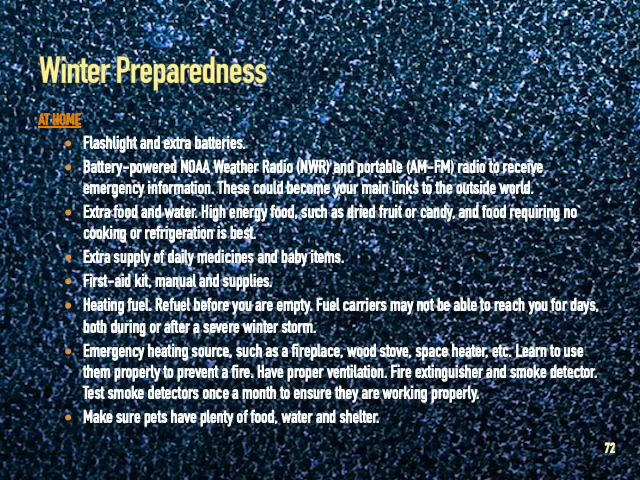 Winter Preparedness
AT HOME
• Flashlight and extra batteries.
• Battery-powered NOAA Weather Radio (NWR) and portable (AM-FM) radio to receive
emergency information. These could become your main links to the outside world.
• Extra food and water. High energy food, such as dried fruit or candy, and food requiring no
cooking or refrigeration is best.
• Extra supply of daily medicines and baby items.
• First-aid kit, manual and supplies.
• Heating fuel. Refuel before you are empty. Fuel carriers may not be able to reach you for days,
both during or after a severe winter storm.
• Emergency heating source, such as a fireplace, wood stove, space heater, etc. Learn to use
them properly to prevent a fire. Have proper ventilation. Fire extinguisher and smoke detector.
Test smoke detectors once a month to ensure they are working properly.
• Make sure pets have plenty of food, water and shelter.
72